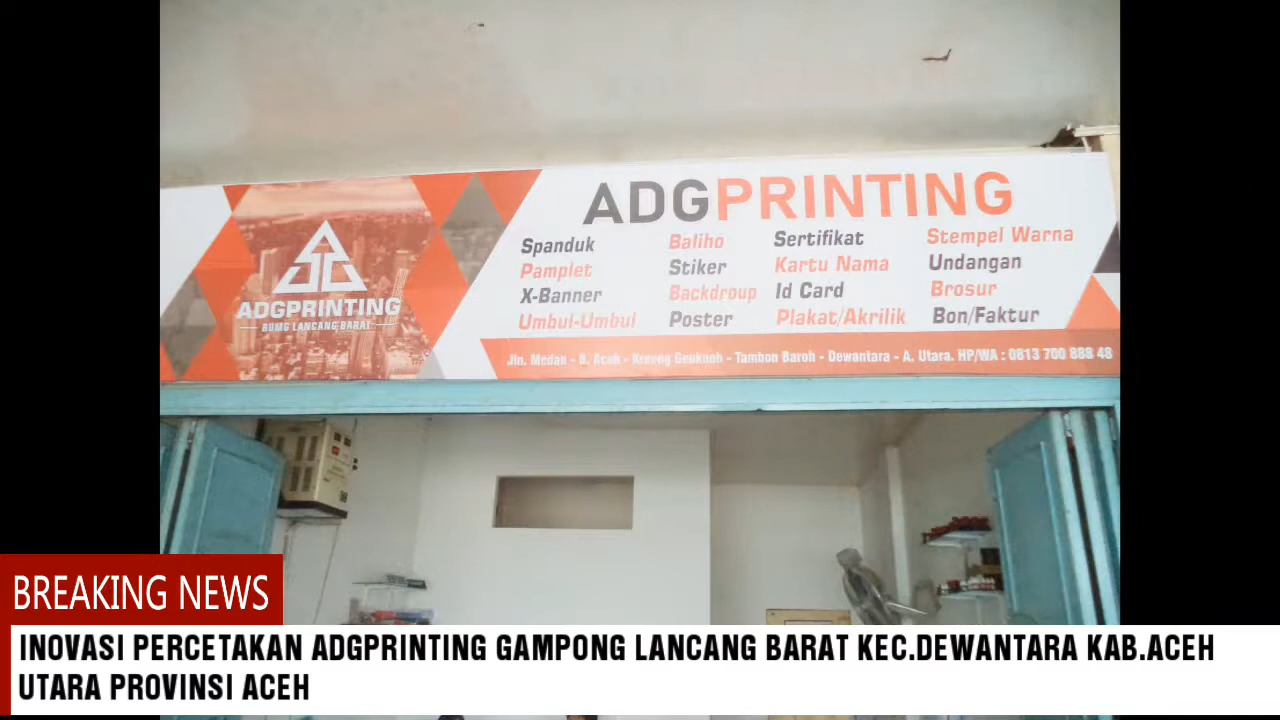 ADGPRINTING
Spanduk Baliho Sertifikat Stempel Warna
Pamplet Stiker Kartu Nama Undangan
X-Banner Backdroup Id Card Brosur
Umbul-Umbul Poster Plakat/Akrilik Bon/Faktur
ADGPRINTING
BUMG LANCANG BARAT
Jln. Medan - B. Aceh - Krueng Geukueh - Tambon Baroh - Dewantara - A. Utara. HP/WA : 0813 700 888 48
BREAKING NEWS
INOVASI PERCETAKAN ADGPRINTING GAMPONG LANCANG BARAT KEC.DEWANTARA KAB.ACEH
UTARA PROVINSI ACEH